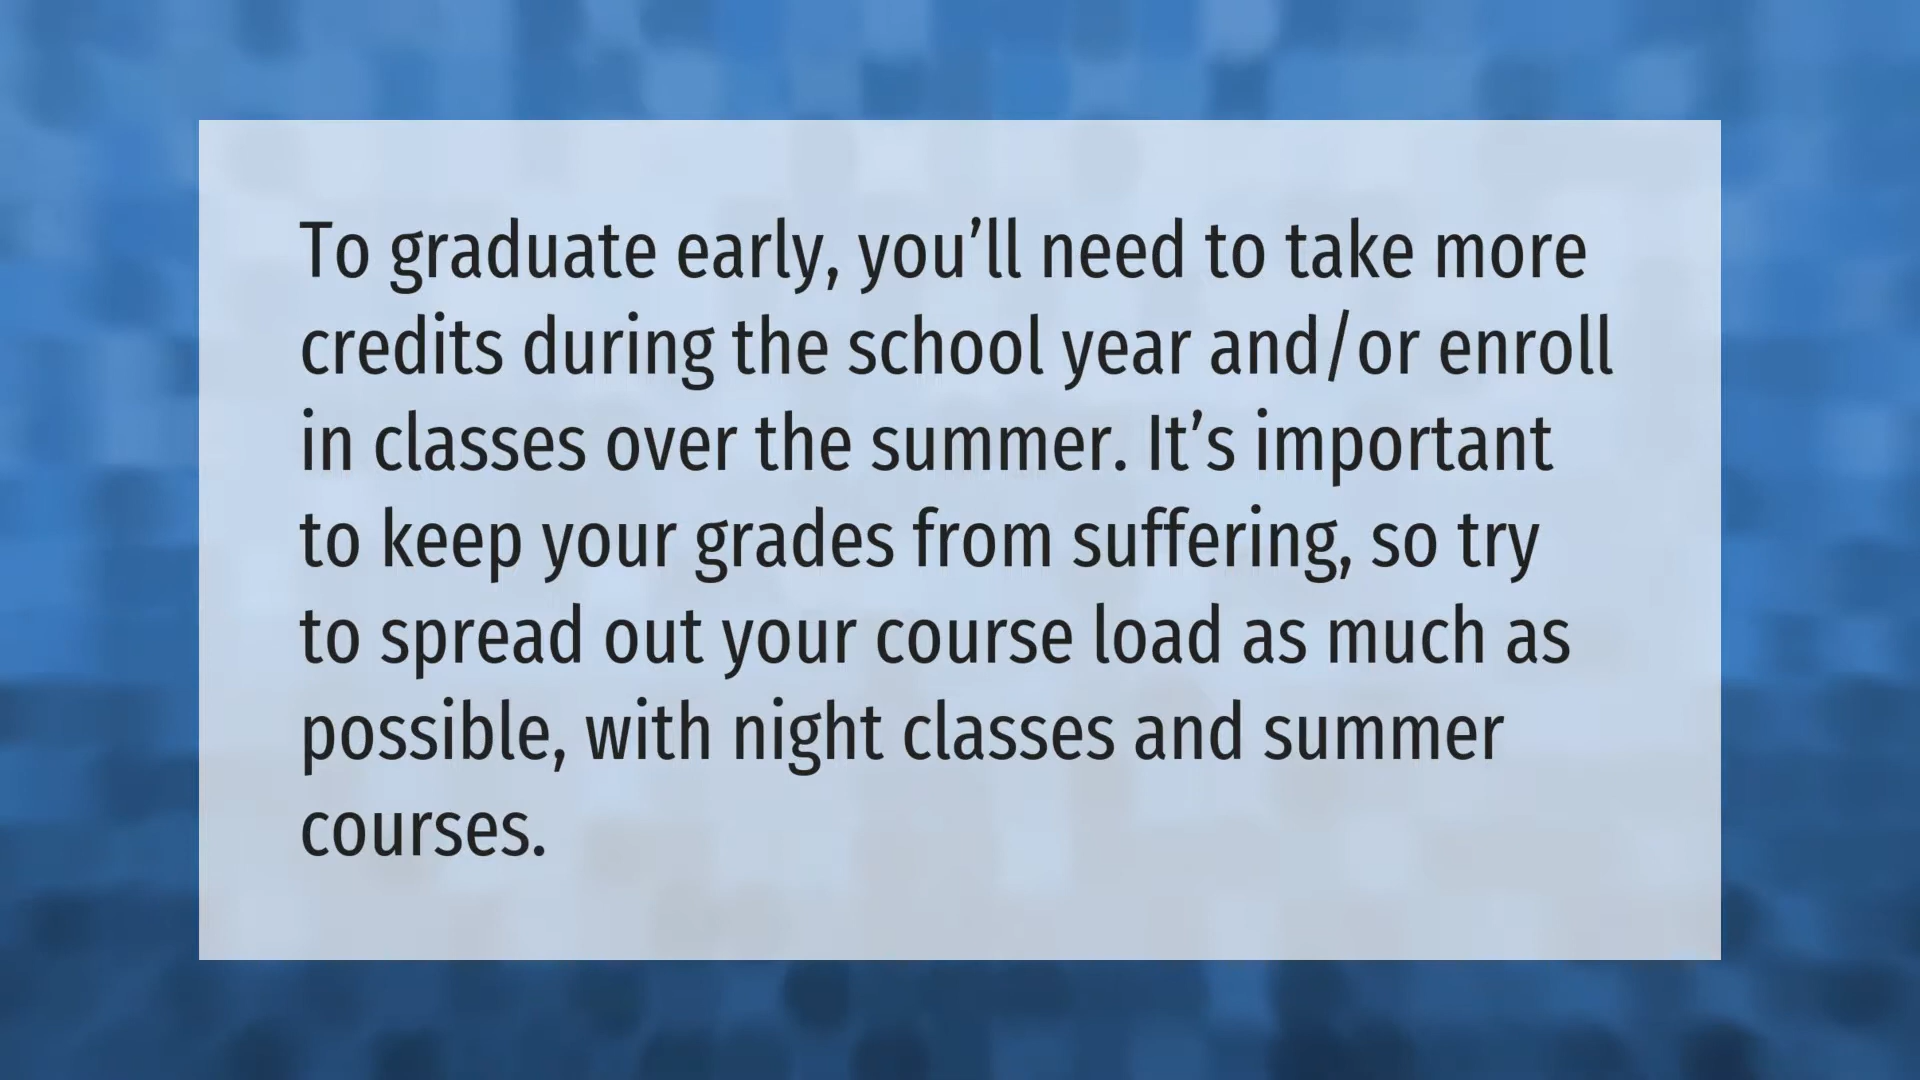 To graduate early, you’ll need to take more
credits during the school year and/or enroll
in classes over the summer. It’s important
to keep your grades from suffering, so try
to spread out your course load as much as
possible, with night classes and summer
courses.